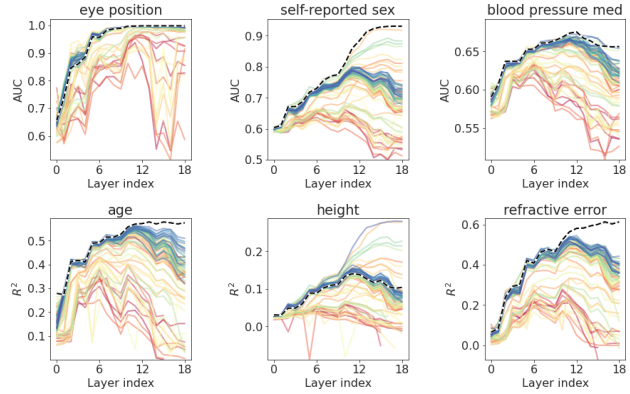 eye position
AUC
1.0
0.9
0.8
0.7
0.6
0 6 12 18
Layer index
self-reported sex
AUC
0.9
0.8
0.7
0.6
0.5
0 6 12 18
Layer index
blood pressure med
AUC
0.65
0.60
0.55
0 6 12 18
Layer index
age
R²
0.5
0.4
0.3
0.2
0.1
0 6 12 18
Layer index
height
R²
0.2
0.1
0.0
0 6 12 18
Layer index
refractive error
R²
0.6
0.4
0.2
0.0
0 6 12 18
Layer index